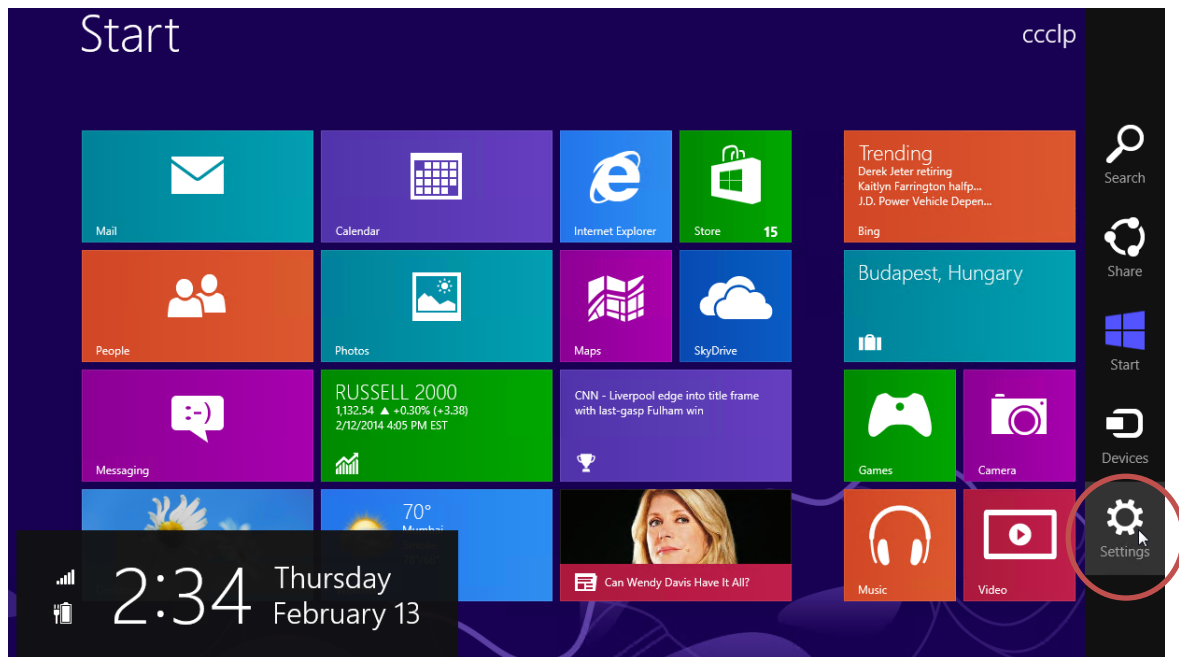 Start
ccclp
Mail
Calendar
Internet Explorer
Store
15
Trending
Derek Jeter retiring
Kaitlyn Farrington halfp...
J.D. Power Vehicle Depen...
Bing
Search
People
Photos
Maps
SkyDrive
Budapest, Hungary
Share
Messaging
:-)
RUSSELL 2000
1,132.54 ▲ +0.30% (+3.38)
2/12/2014 4:05 PM EST
CNN - Liverpool edge into title frame
with last-gasp Fulham win
Games
Camera
Start
Devices
70°
Mumbai
Can Wendy Davis Have It All?
Music
Video
Settings
2:34
Thursday
February 13